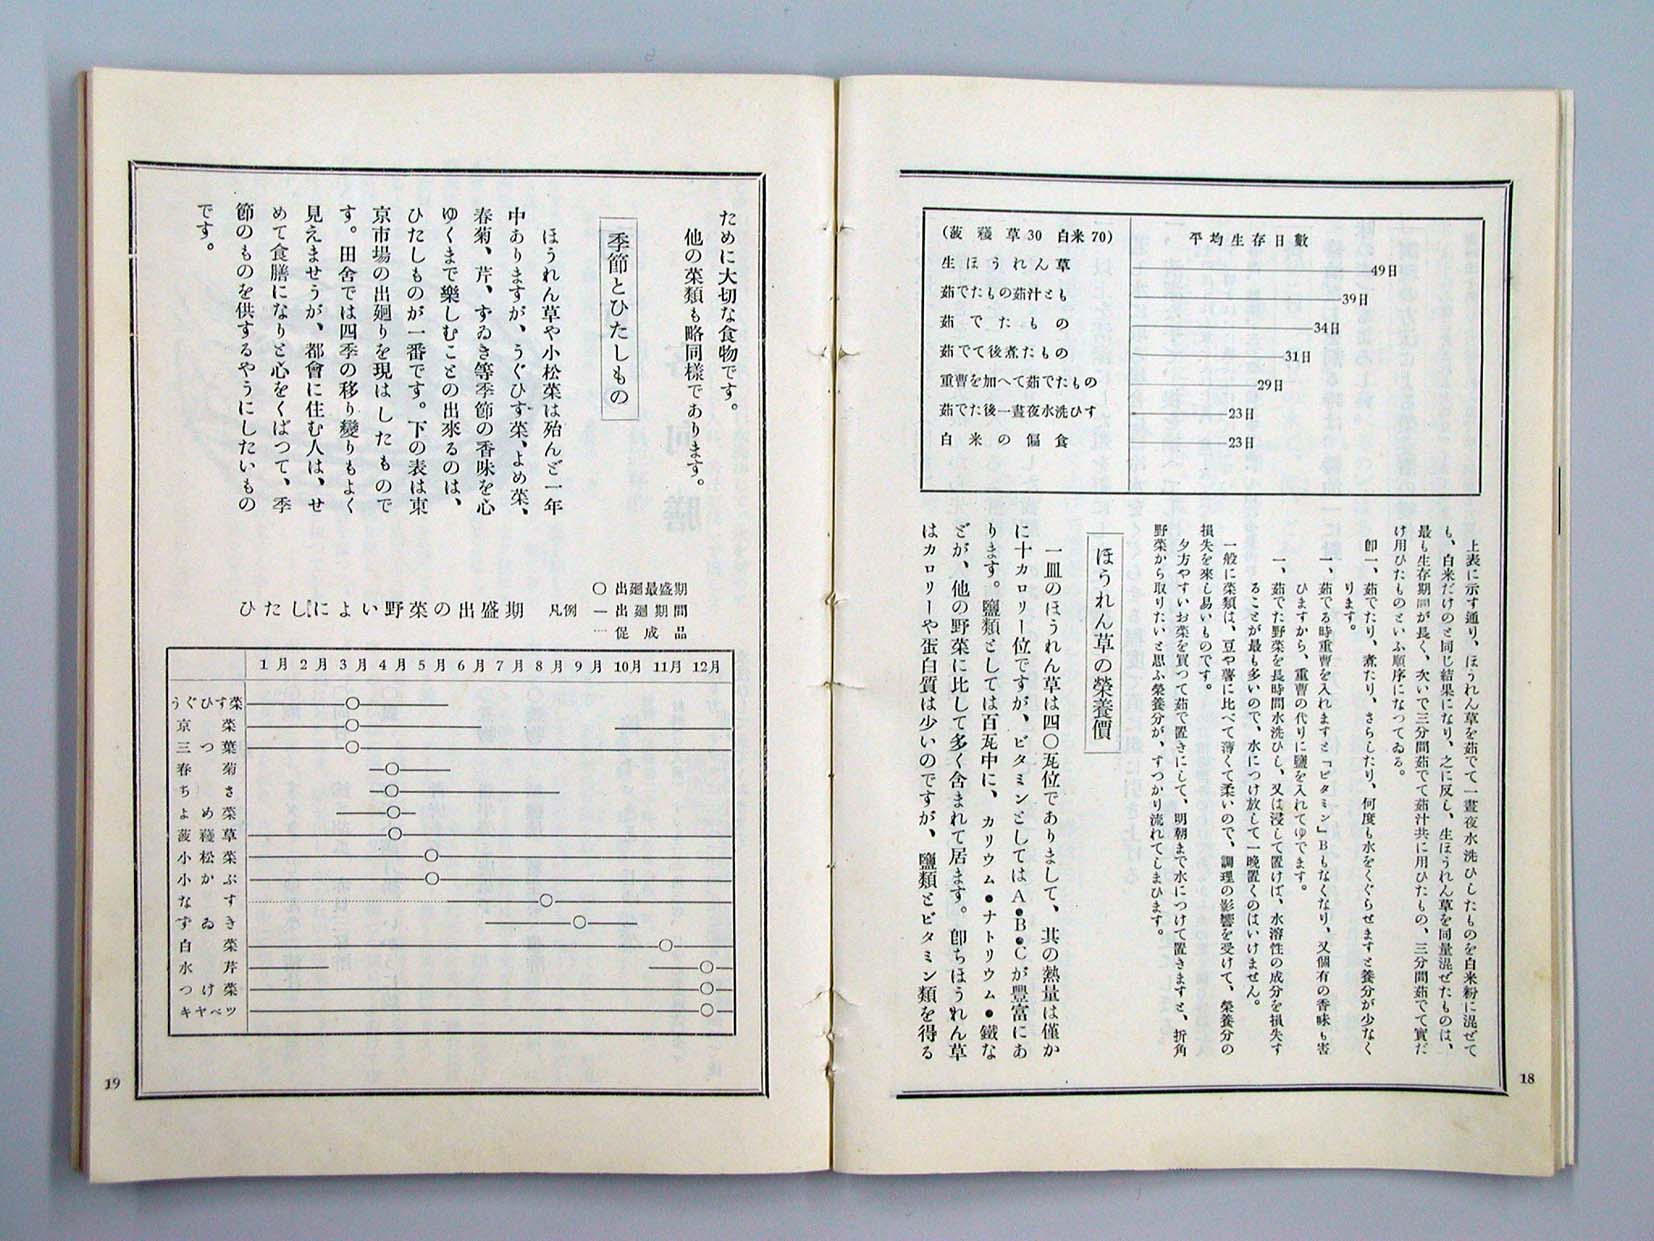 (菠薐草30 白米70) 平均生存日數
生ほうれん草 49日
茹でたもの茹汁とも 39日
茹でたもの 34日
茹でて後煮たもの 31日
重曹を加へて茹でたもの 29日
茹でた後一晝夜水洗ひす 23日
白米の偏食 23日
上表に示す通り、ほうれん草を茹でて一晝夜水洗ひしたものを白米粉に混ぜて
も、白米だけのと同じ結果になり、之に反し、生ほうれん草を同量混ぜたものは、
最も生存期間が長く、次いで三分間茹でて茹汁共に用ひたもの、三分間茹でて實だ
け用ひたものといふ順序になつてゐる。
卽一、茹でたり、煮たり、さらしたり、何度も水をくぐらせますと養分が少なく
ります。
一、茹でる時重曹を入れますと「ビタミン」Bもなくなり、又個有の香味も害
ひますから、重曹の代りに鹽を入れてゆでます。
一、茹でた野菜を長時間水洗ひし、又は浸して置けば、水溶性の成分を損失す
ることが最も多いので、水につけ放して一晩置くのはいけません。
一般に菜類は、豆や薯に比べて薄くて柔いので、調理の影響を受けて、榮養分の
損失を來し易いものです。
夕方やすいお菜を買つて茹で置きにして、明朝まで水につけて置きますと、折角
野菜から取りたいと思ふ榮養分が、すつかり流れてしまひます。
ほうれん草の榮養價
一皿のほうれん草は四〇瓦位でありまして、其の熱量は僅か
に十カロリー位ですが、ビタミンとしてはA•B•Cが豐富にあ
ります。鹽類としては百瓦中に、カリウム•ナトリウム•鐵な
どが、他の野菜に比して多く含まれて居ます。卽ちほうれん草
はカロリーや蛋白質は少いのですが、鹽類とビタミン類を得る
18
ために大切な食物です。
他の菜類も略同樣であります。
季節とひたしもの
ほうれん草や小松菜は殆んど一年
中ありますが、うぐひす菜、よめ菜、
春菊、芹、すゐき等季節の香味を心
ゆくまで樂しむことの出來るのは、
ひたしものが一番です。下の表は東
京市場の出廻りを現はしたもので
す。田舍では四季の移り變りもよく
見えませうが、都會に住む人は、せ
めて食膳になりと心をくばつて、季
節のものを供するやうにしたいもの
です。
ひたしによい野菜の出盛期 凡例
○ 出廻最盛期
― 出廻期間
… 促成品
1月 2月 3月 4月 5月 6月 7月 8月 9月 10月 11月 12月
うぐひす菜
京菜
三つ葉
春菊
ちさ
よめ菜
菠薐草
小松菜
小かぶ
なす
ずゐき
白菜
水芹
つけ菜
キヤベツ
19